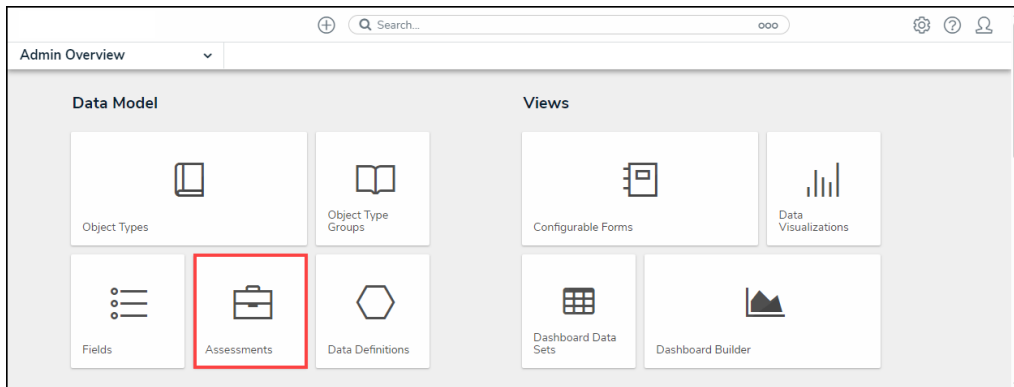 Search...
Admin Overview
Data Model
Views
Object Types
Object Type
Groups
Configurable Forms
Data
Visualizations
Fields
Assessments
Data Definitions
Dashboard Data
Sets
Dashboard Builder